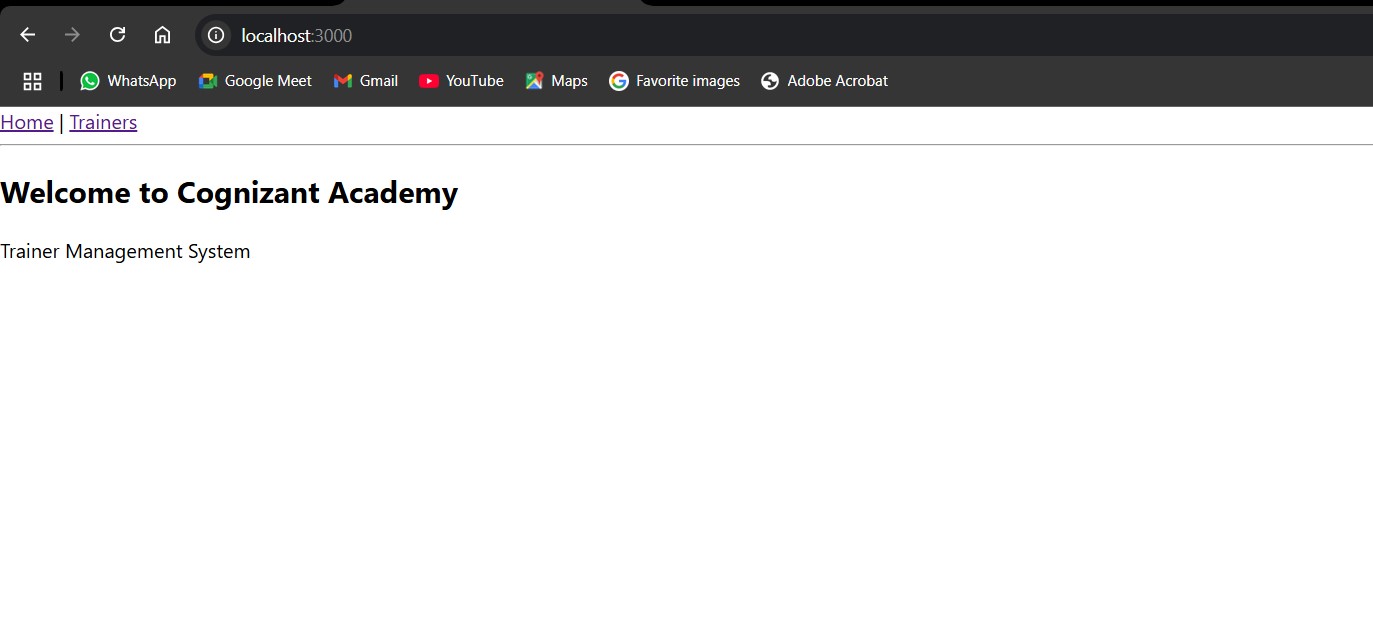 localhost:3000
WhatsApp Google Meet Gmail YouTube Maps Favorite images Adobe Acrobat
Home | Trainers
Welcome to Cognizant Academy
Trainer Management System